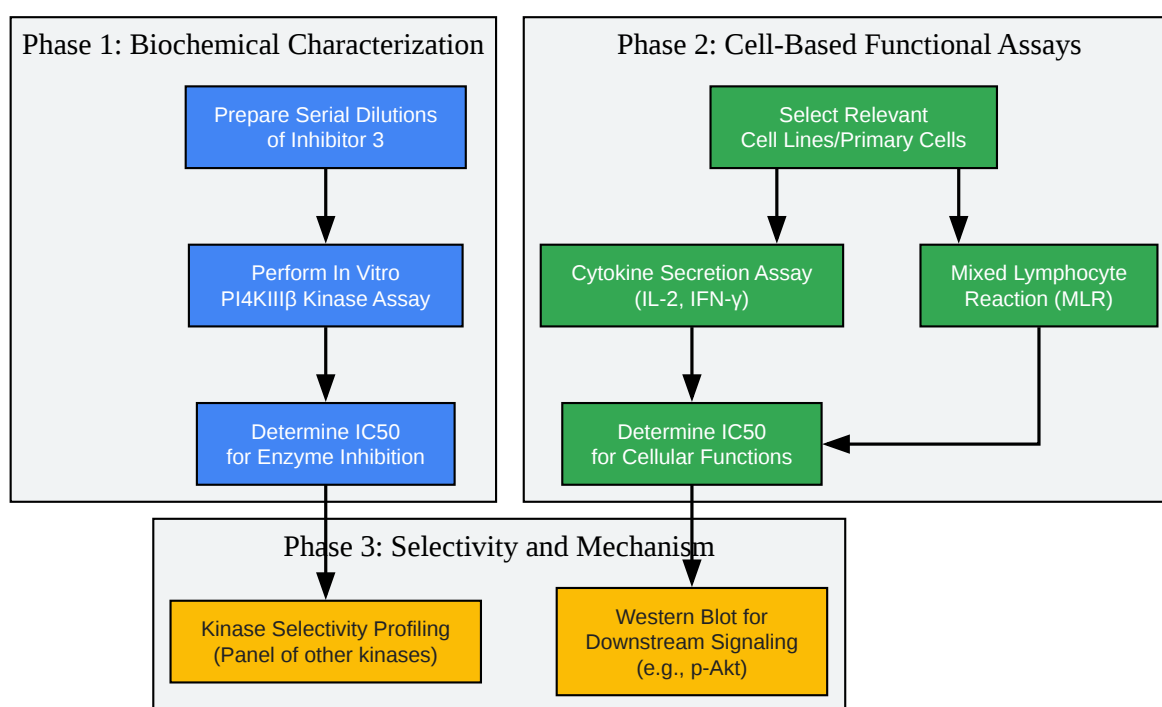 Phase 1: Biochemical Characterization
Prepare Serial Dilutions
of Inhibitor 3
Perform In Vitro
PI4KIIIβ Kinase Assay
Determine IC50
for Enzyme Inhibition
Phase 2: Cell-Based Functional Assays
Select Relevant
Cell Lines/Primary Cells
Cytokine Secretion Assay
(IL-2, IFN-γ)
Mixed Lymphocyte
Reaction (MLR)
Determine IC50
for Cellular Functions
Phase 3: Selectivity and Mechanism
Kinase Selectivity Profiling
(Panel of other kinases)
Western Blot for
Downstream Signaling
(e.g., p-Akt)